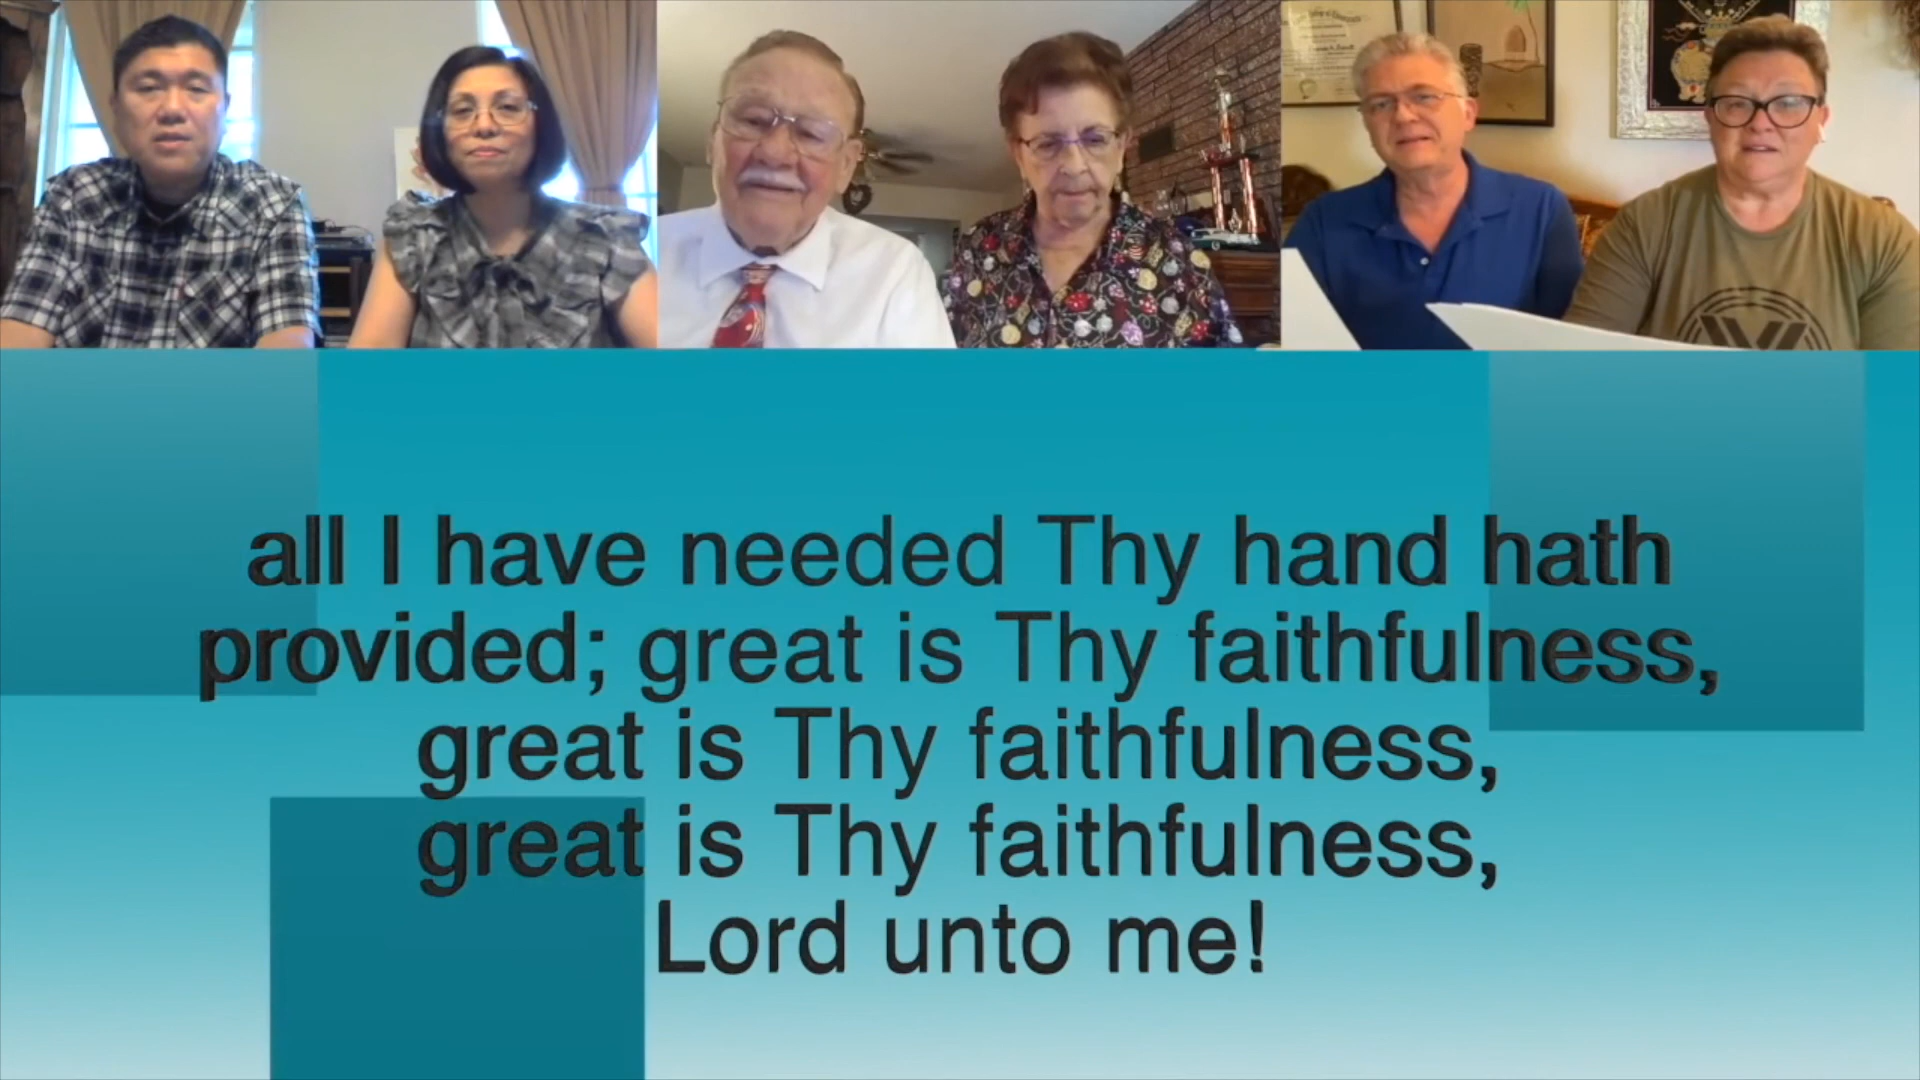 all I have needed Thy hand hath
provided; great is Thy faithfulness,
great is Thy faithfulness,
great is Thy faithfulness,
Lord unto me!